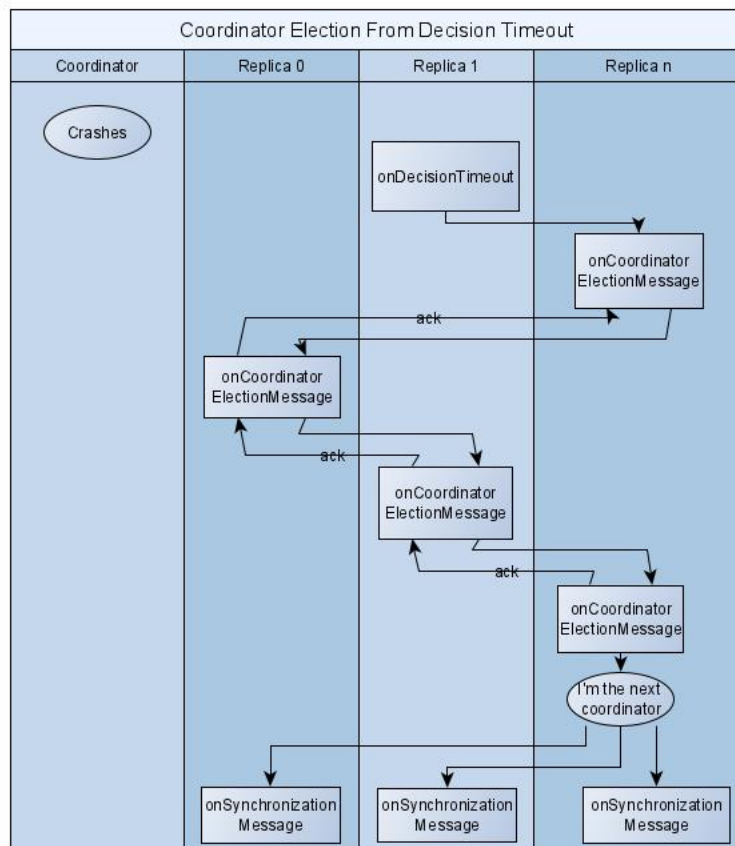 Coordinator Election From Decision Timeout
Coordinator
Replica 0
Replica 1
Replica n
Crashes
onDecisionTimeout
onCoordinator
ElectionMessage
ack
onCoordinator
ElectionMessage
ack
onCoordinator
ElectionMessage
ack
onCoordinator
ElectionMessage
I'm the next
coordinator
onSynchronization
Message
onSynchronization
Message
onSynchronization
Message